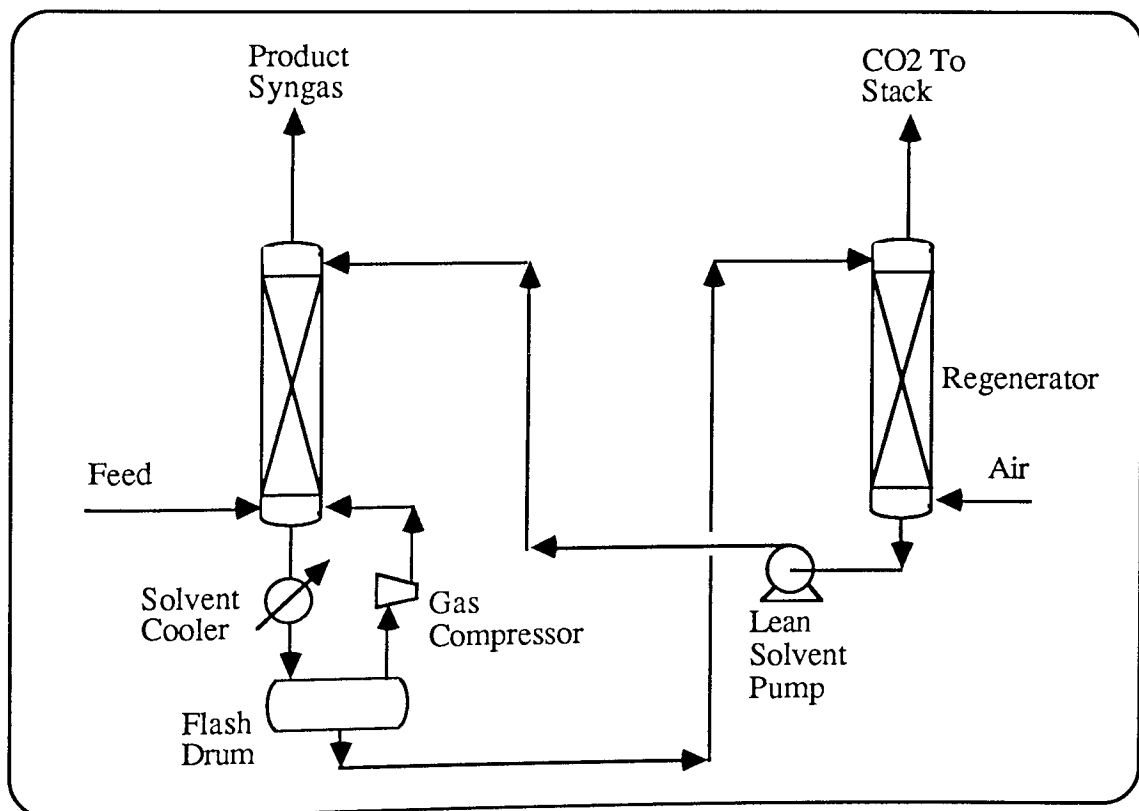 Product
Syngas
CO2 To
Stack
Regenerator
Feed
Air
Solvent
Cooler
Gas
Compressor
Lean
Solvent
Pump
Flash
Drum